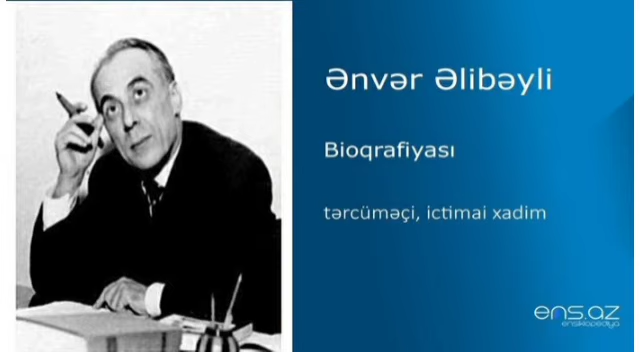 Ənvər Əlibəyli
Bioqrafiyası
tərcüməçi, ictimai xadim
ens.az
ensiklopediya